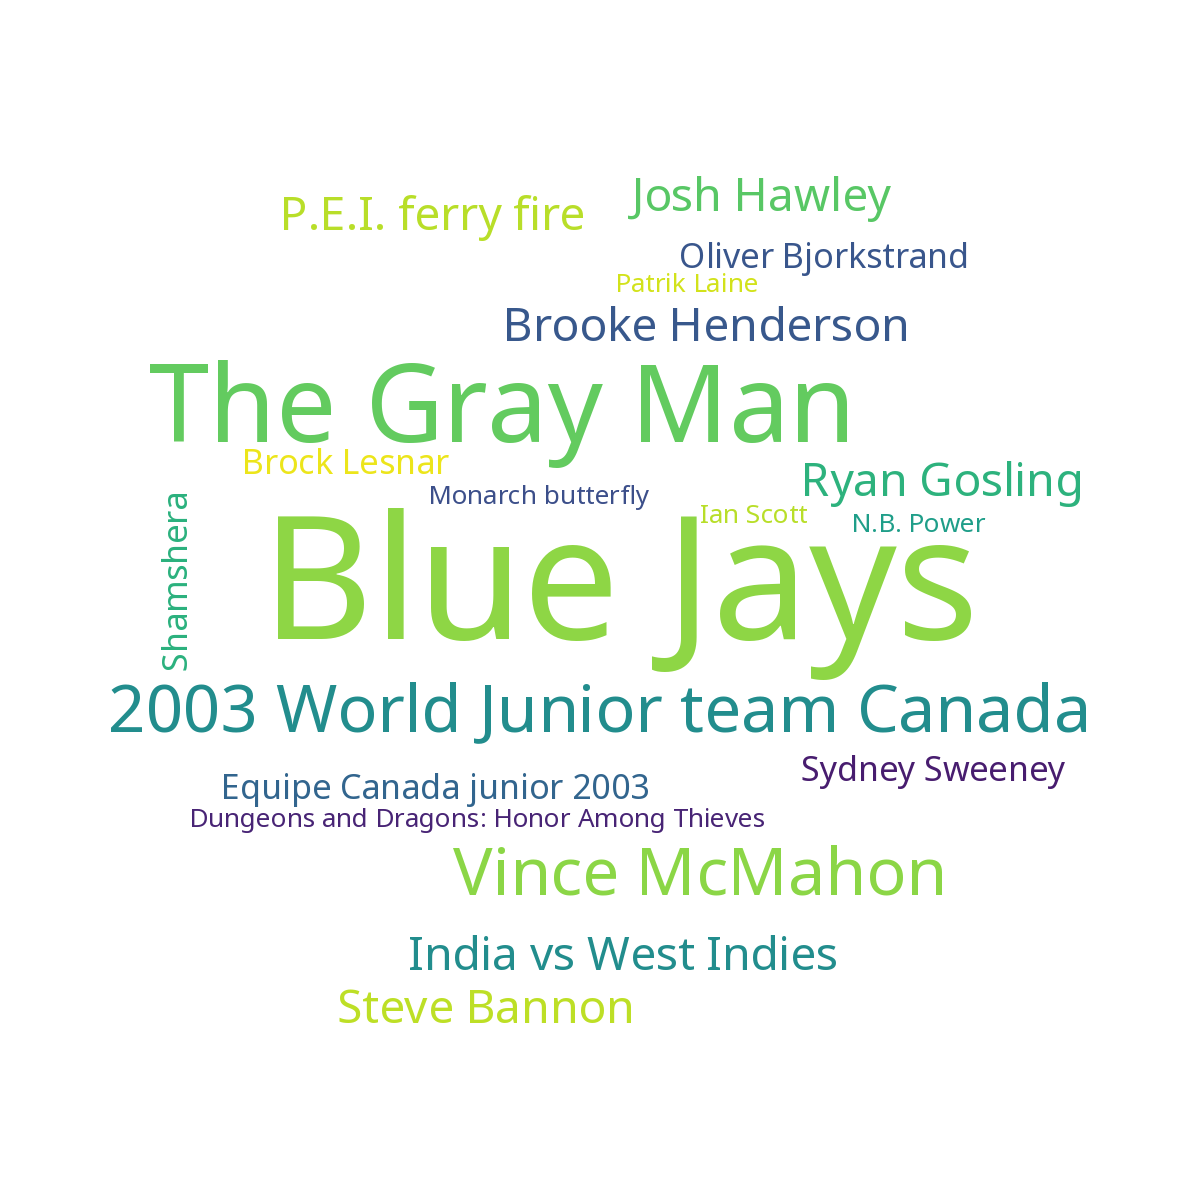 Josh Hawley
P.E.I. ferry fire
Oliver Bjorkstrand
Patrik Laine
Brooke Henderson
The Gray Man
Brock Lesnar
Ryan Gosling
Monarch butterfly
Ian Scott
N.B. Power
Shamshera
Blue Jays
2003 World Junior team Canada
Sydney Sweeney
Equipe Canada junior 2003
Dungeons and Dragons: Honor Among Thieves
Vince McMahon
India vs West Indies
Steve Bannon